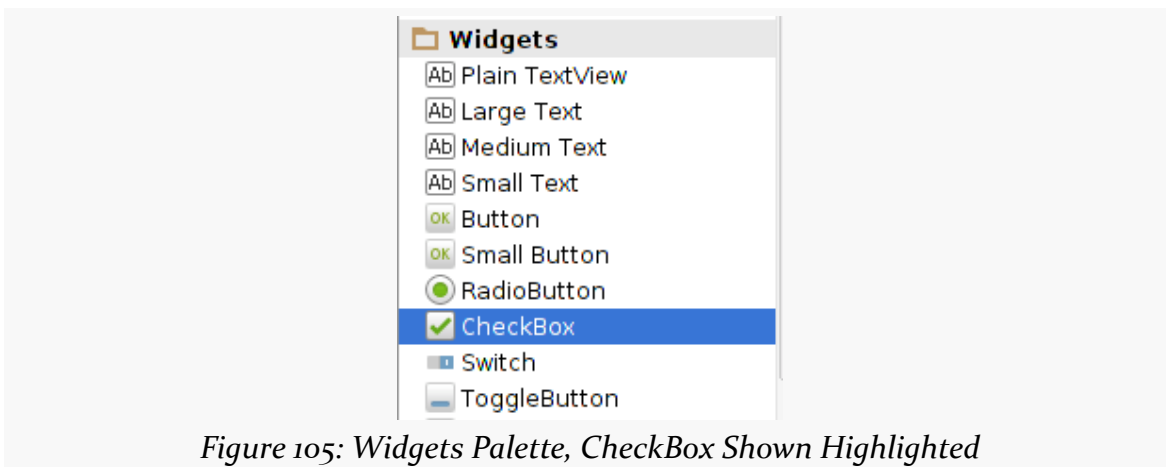 Widgets
Ab Plain TextView
Ab Large Text
Ab Medium Text
Ab Small Text
OK Button
OK Small Button
RadioButton
CheckBox
Switch
ToggleButton
Figure 105: Widgets Palette, CheckBox Shown Highlighted